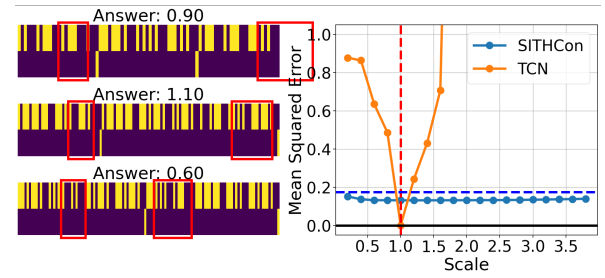 Answer: 0.90
Answer: 1.10
Answer: 0.60
Mean Squared Error
1.0
0.8
0.6
0.4
0.2
0.0
SITHCon
TCN
0.5 1.0 1.5 2.0 2.5 3.0 3.5
Scale